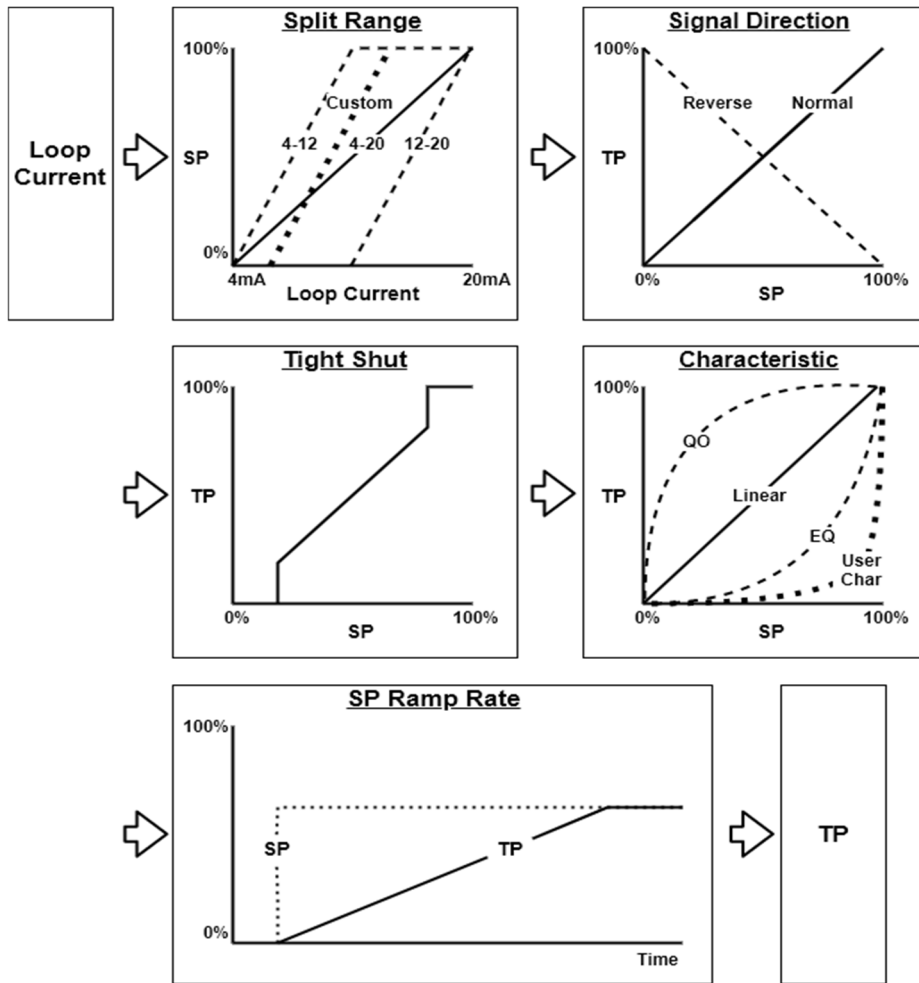 Loop
Current
Split Range
100%
Custom
4-12
4-20
12-20
SP
0%
4mA
20mA
Loop Current
Signal Direction
100%
Reverse
Normal
TP
0%
100%
SP
Tight Shut
100%
TP
0%
100%
SP
Characteristic
100%
QO
TP
Linear
EQ
User
Char
0%
100%
SP
SP Ramp Rate
100%
SP
TP
0%
Time
TP